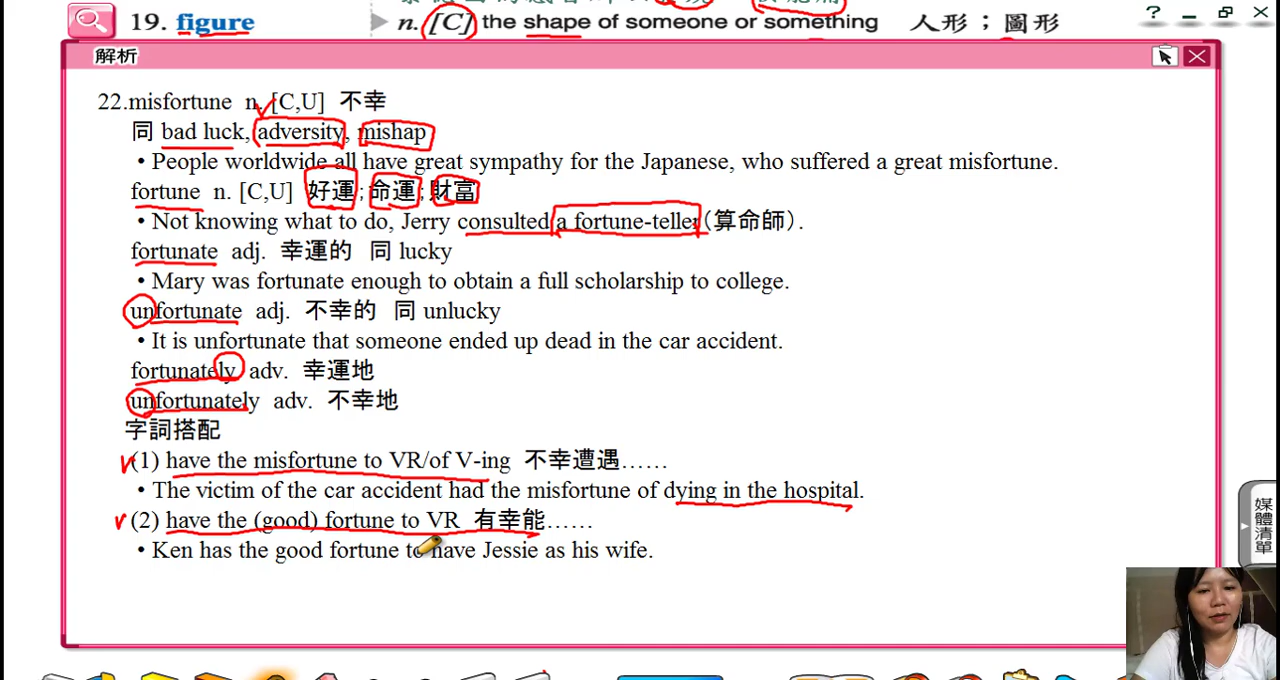 19. figure
n. [C] the shape of someone or something 人形；圖形
解析
22.misfortune n. [C,U] 不幸
同 bad luck, adversity, mishap
• People worldwide all have great sympathy for the Japanese, who suffered a great misfortune.
fortune n. [C,U] 好運;命運;財富
• Not knowing what to do, Jerry consulted a fortune-teller（算命師）.
fortunate adj. 幸運的 同 lucky
• Mary was fortunate enough to obtain a full scholarship to college.
unfortunate adj. 不幸的 同 unlucky
• It is unfortunate that someone ended up dead in the car accident.
fortunately adv. 幸運地
unfortunately adv. 不幸地
字詞搭配
(1) have the misfortune to VR/of V-ing 不幸遭遇……
• The victim of the car accident had the misfortune of dying in the hospital.
(2) have the (good) fortune to VR 有幸能……
• Ken has the good fortune to have Jessie as his wife.
媒體清單